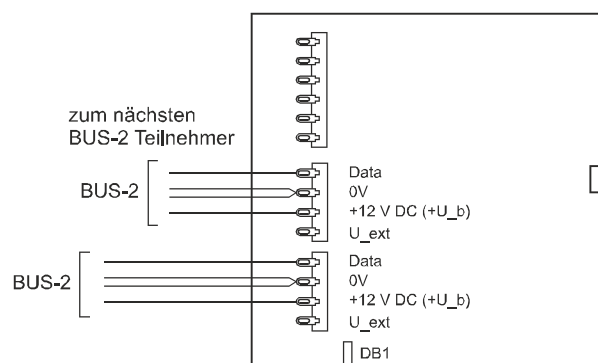 zum nächsten
BUS-2 Teilnehmer
BUS-2
Data
0V
+12 V DC (+U_b)
U_ext
BUS-2
Data
0V
+12 V DC (+U_b)
U_ext
DB1